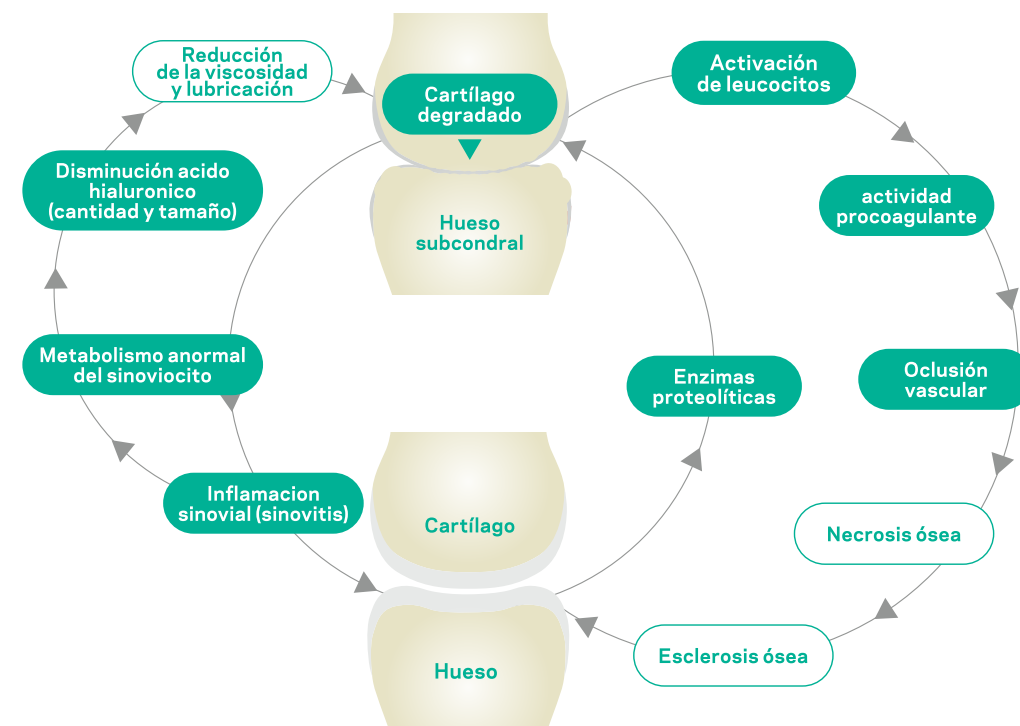 Reducción
de la viscosidad
y lubricación
Cartílago
degradado
Activación
de leucocitos
Disminución acido
hialuronico
(cantidad y tamaño)
actividad
procoagulante
Hueso
subcondral
Metabolismo anormal
del sinoviocito
Enzimas
proteolíticas
Oclusión
vascular
Inflamacion
sinovial (sinovitis)
Cartílago
Necrosis ósea
Hueso
Esclerosis ósea